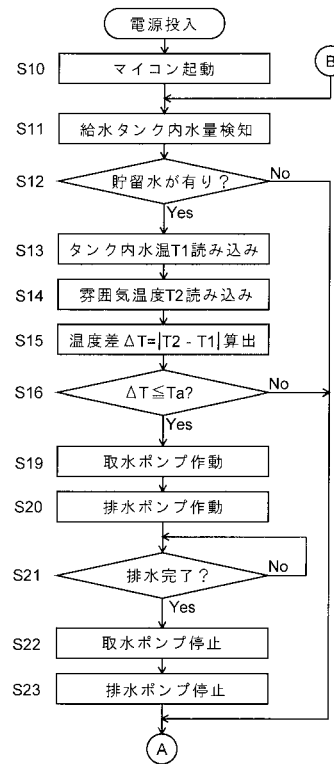 電源投入
S10
マイコン起動
B
S11
給水タンク内水量検知
S12
貯留水が有り？
No
Yes
S13
タンク内水温T1読み込み
S14
雰囲気温度T2読み込み
S15
温度差ΔT=|T2 - T1|算出
S16
ΔT≦Ta?
No
Yes
S19
取水ポンプ作動
S20
排水ポンプ作動
S21
排水完了？
No
Yes
S22
取水ポンプ停止
S23
排水ポンプ停止
A